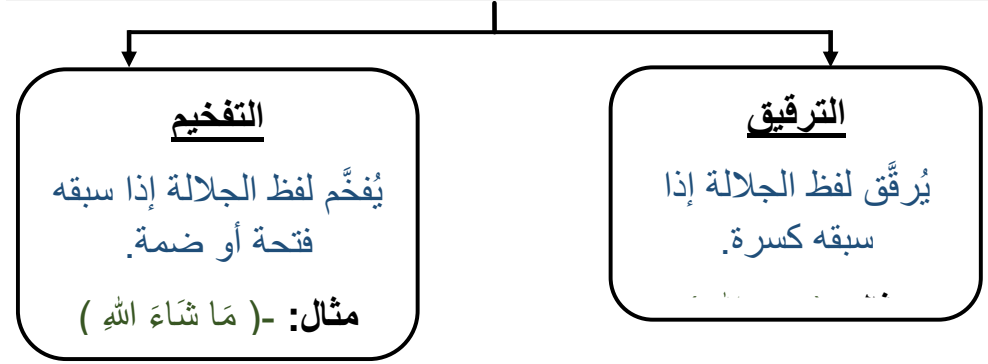 الترقيق
يُرقَّق لفظ الجلالة إذا
سبقه كسرة.
التفخيم
يُفخَّم لفظ الجلالة إذا سبقه
فتحة أو ضمة.
مثال: -( مَا شَاءَ اللهِ )